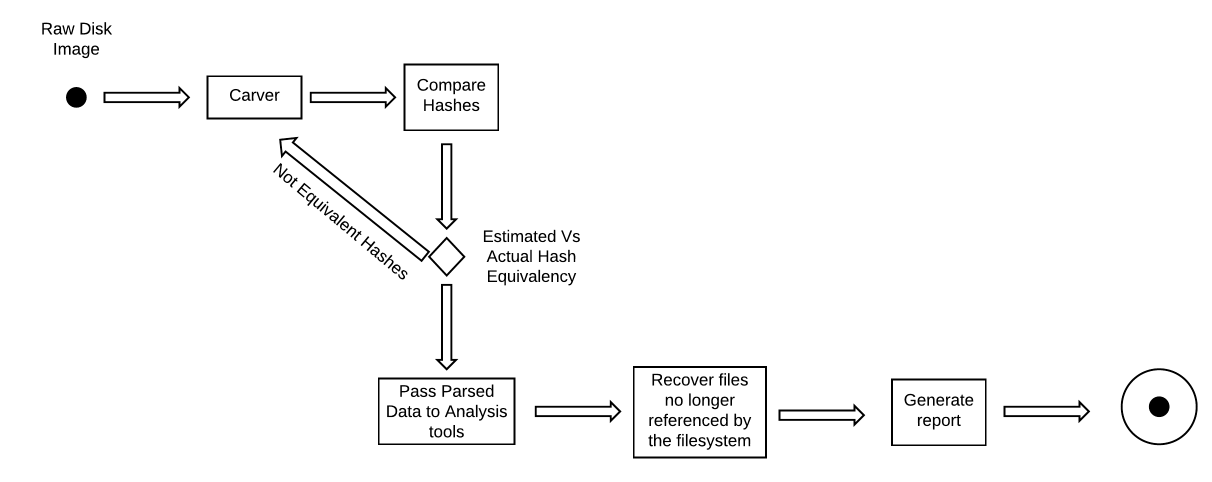 Raw Disk
Image
Carver
Compare
Hashes
Not Equivalent Hashes
Estimated Vs
Actual Hash
Equivalency
Pass Parsed
Data to Analysis
tools
Recover files
no longer
referenced by
the filesystem
Generate
report